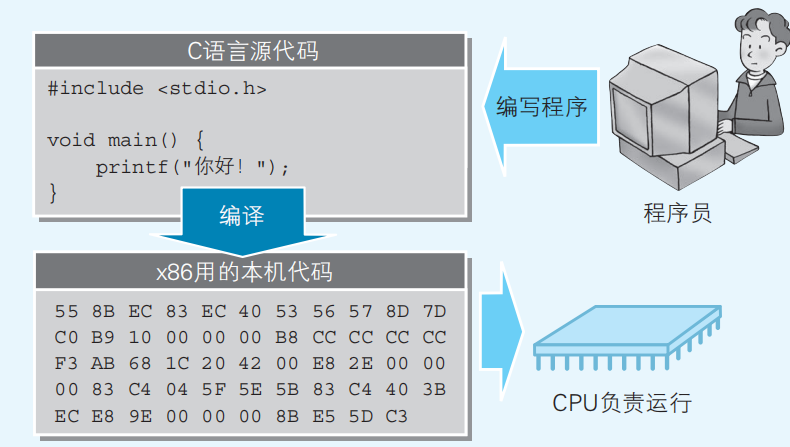 C语言源代码
#include <stdio.h>
void main() {
    printf("你好！");
}
编写程序
程序员
编译
x86用的本机代码
55 8B EC 83 EC 40 53 56 57 8D 7D
C0 B9 10 00 00 00 B8 CC CC CC CC
F3 AB 68 1C 20 42 00 E8 2E 00 00
00 83 C4 04 5F 5E 5B 83 C4 40 3B
EC E8 9E 00 00 00 8B E5 5D C3
CPU负责运行